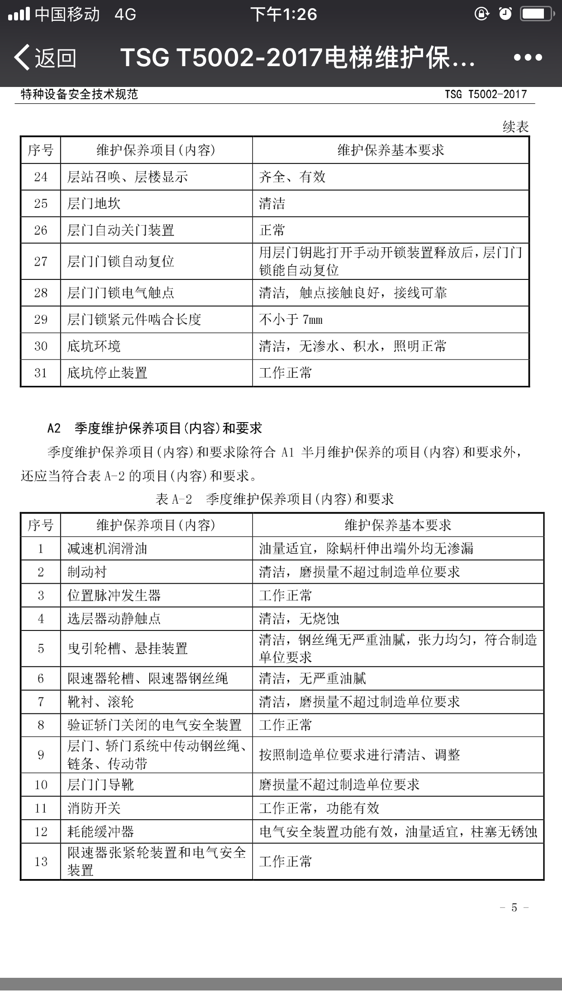 中国移动 4G 下午1:26
返回 TSG T5002-2017电梯维护保...
特种设备安全技术规范 TSG T5002-2017
续表
序号 维护保养项目(内容) 维护保养基本要求
24 层站召唤、层楼显示 齐全、有效
25 层门地坎 清洁
26 层门自动关门装置 正常
27 层门门锁自动复位 用层门钥匙打开手动开锁装置释放后,层门门
锁能自动复位
28 层门门锁电气触点 清洁,触点接触良好,接线可靠
29 层门锁紧元件啮合长度 不小于 7mm
30 底坑环境 清洁,无渗水、积水,照明正常
31 底坑停止装置 工作正常
A2 季度维护保养项目(内容)和要求
季度维护保养项目(内容)和要求除符合 A1 半月维护保养的项目(内容)和要求外,
还应当符合表 A-2 的项目(内容)和要求。
表 A-2 季度维护保养项目(内容)和要求
序号 维护保养项目(内容) 维护保养基本要求
1 减速机润滑油 油量适宜,除蜗杆伸出端外均无渗漏
2 制动衬 清洁,磨损量不超过制造单位要求
3 位置脉冲发生器 工作正常
4 选层器动静触点 清洁,无烧蚀
5 曳引轮槽、悬挂装置 清洁,钢丝绳无严重油腻,张力均匀,符合制造
单位要求
6 限速器轮槽、限速器钢丝绳 清洁,无严重油腻
7 靴衬、滚轮 清洁,磨损量不超过制造单位要求
8 验证轿门关闭的电气安全装置 工作正常
9 层门、轿门系统中传动钢丝绳、
链条、传动带 按照制造单位要求进行清洁、调整
10 层门门导靴 磨损量不超过制造单位要求
11 消防开关 工作正常,功能有效
12 耗能缓冲器 电气安全装置功能有效,油量适宜,柱塞无锈蚀
13 限速器张紧轮装置和电气安全
装置 工作正常
- 5 -